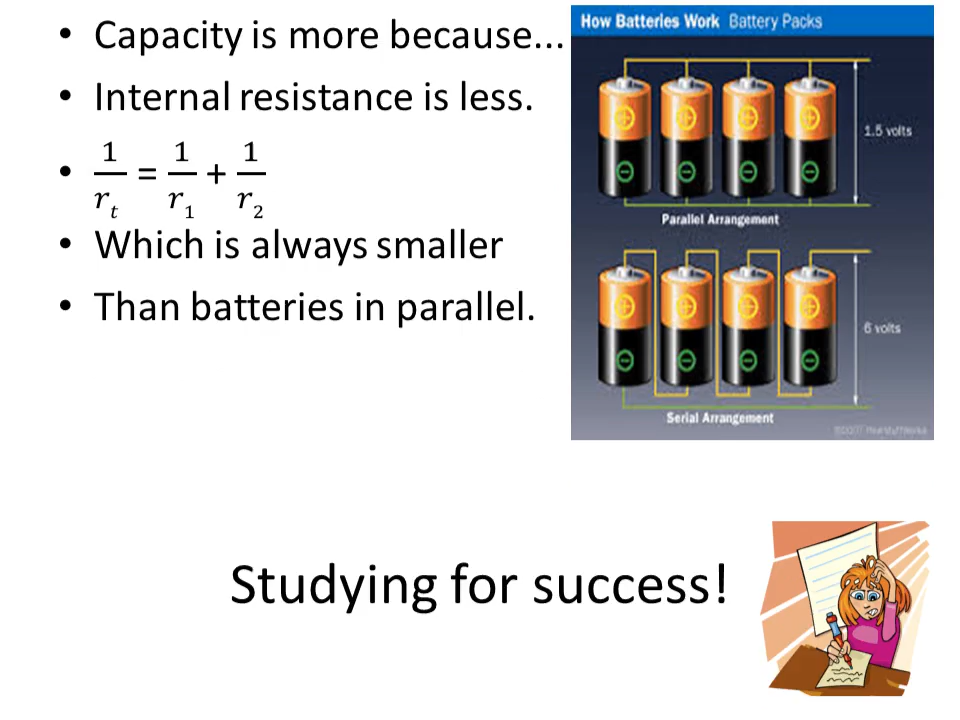 • Capacity is more because...
• Internal resistance is less.
• 1/r_t = 1/r_1 + 1/r_2
• Which is always smaller
• Than batteries in parallel.
How Batteries Work Battery Packs
1.5 volts
Parallel Arrangement
6 volts
Serial Arrangement
Studying for success!